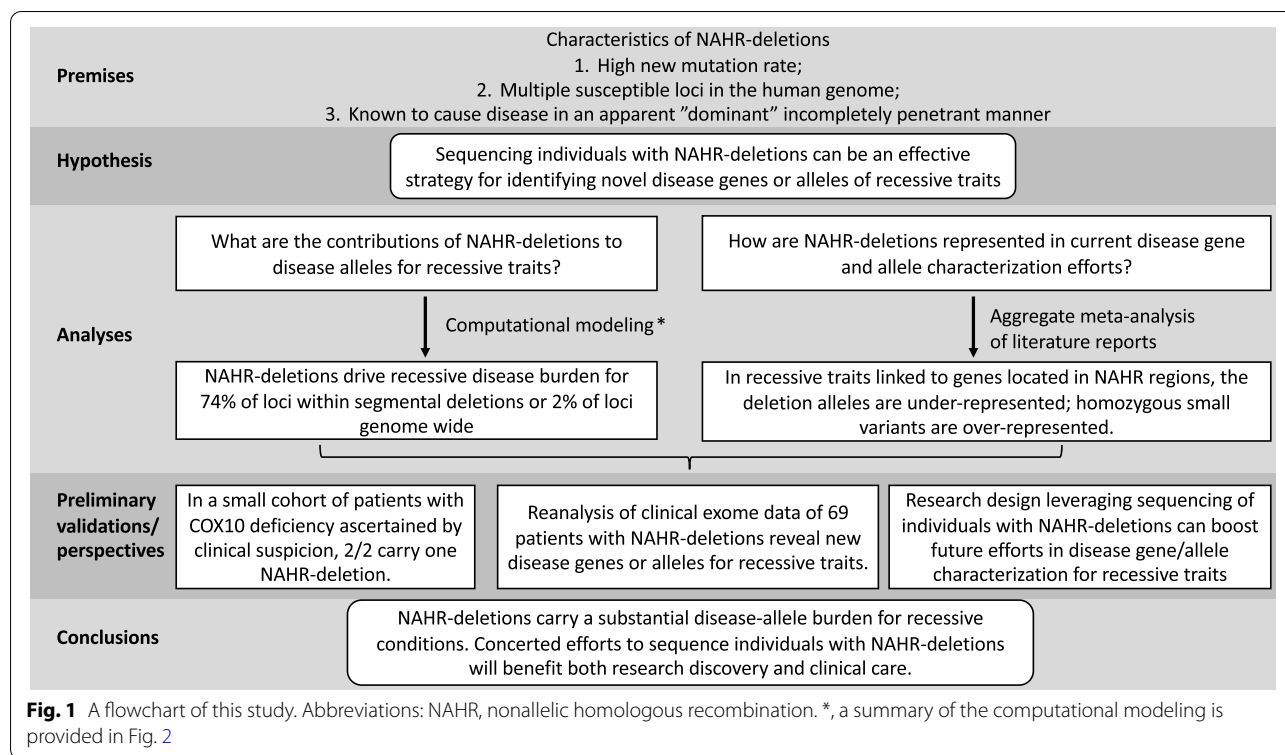 Premises
Characteristics of NAHR-deletions
1. High new mutation rate;
2. Multiple susceptible loci in the human genome;
3. Known to cause disease in an apparent ”dominant” incompletely penetrant manner
Hypothesis
Sequencing individuals with NAHR-deletions can be an effective
strategy for identifying novel disease genes or alleles of recessive traits
Analyses
What are the contributions of NAHR-deletions to
disease alleles for recessive traits?
Computational modeling*
NAHR-deletions drive recessive disease burden for
74% of loci within segmental deletions or 2% of loci
genome wide
How are NAHR-deletions represented in current disease gene
and allele characterization efforts?
Aggregate meta-analysis
of literature reports
In recessive traits linked to genes located in NAHR regions, the
deletion alleles are under-represented; homozygous small
variants are over-represented.
Preliminary
validations/
perspectives
In a small cohort of patients with
COX10 deficiency ascertained by
clinical suspicion, 2/2 carry one
NAHR-deletion.
Reanalysis of clinical exome data of 69
patients with NAHR-deletions reveal new
disease genes or alleles for recessive traits.
Research design leveraging sequencing of
individuals with NAHR-deletions can boost
future efforts in disease gene/allele
characterization for recessive traits
Conclusions
NAHR-deletions carry a substantial disease-allele burden for recessive
conditions. Concerted efforts to sequence individuals with NAHR-deletions
will benefit both research discovery and clinical care.
Fig. 1 A flowchart of this study. Abbreviations: NAHR, nonallelic homologous recombination. *, a summary of the computational modeling is
provided in Fig. 2